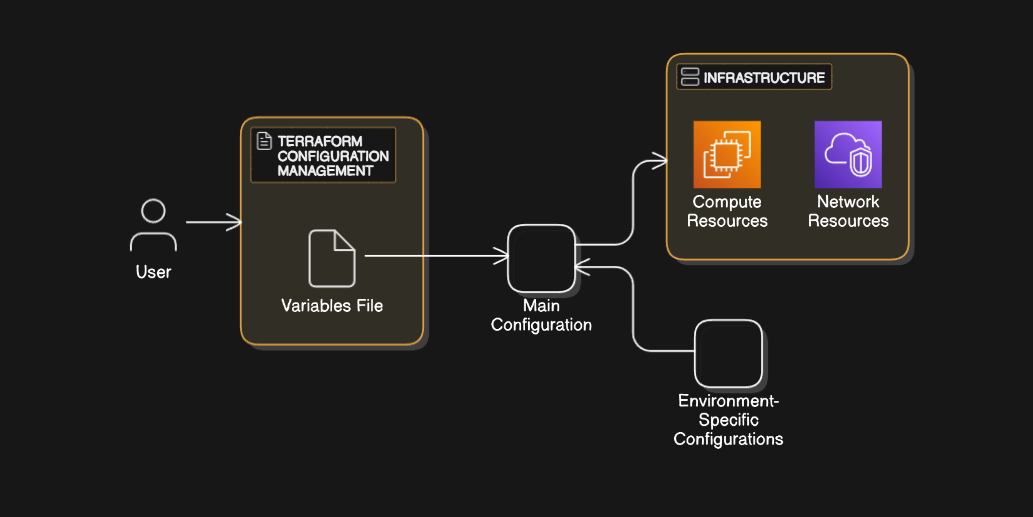 User
TERRAFORM
CONFIGURATION
MANAGEMENT
Variables File
Main
Configuration
INFRASTRUCTURE
Compute
Resources
Network
Resources
Environment-
Specific
Configurations